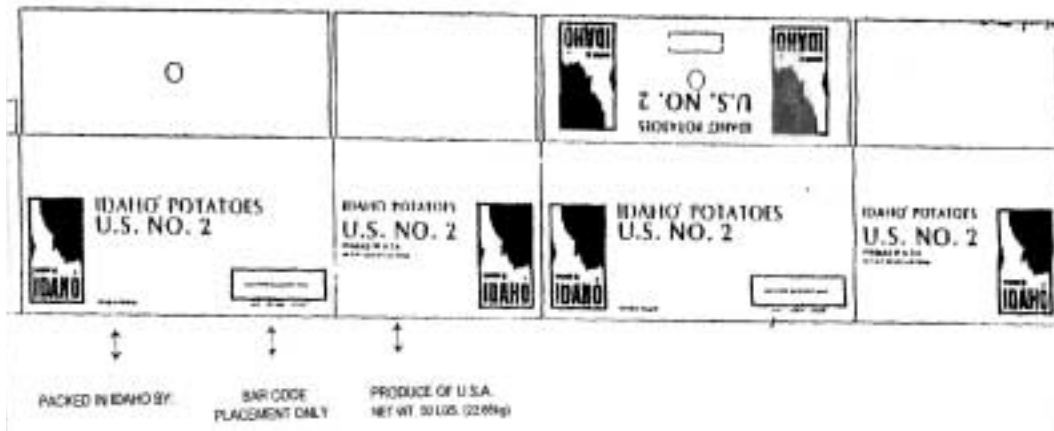 IDAHO
IDAHO
U.S. NO. 2
IDAHO POTATOES
IDAHO POTATOES
U.S. NO. 2
IDAHO
IDAHO POTATOES
U.S. NO. 2
IDAHO
IDAHO POTATOES
U.S. NO. 2
IDAHO
IDAHO POTATOES
U.S. NO. 2
IDAHO
PACKED IN IDAHO BY:
BAR CODE
PLACEMENT ONLY
PRODUCE OF U.S.A.
NET WT. 50 LGS. (22.68kg)